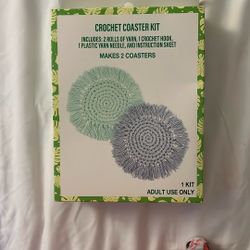 CROCHET COASTER KIT
INCLUDES: 2 ROLLS OF YARN, 1 CROCHET HOOK,
1 PLASTIC YARN NEEDLE, AND INSTRUCTION SHEET
MAKES 2 COASTERS
1 KIT
ADULT USE ONLY